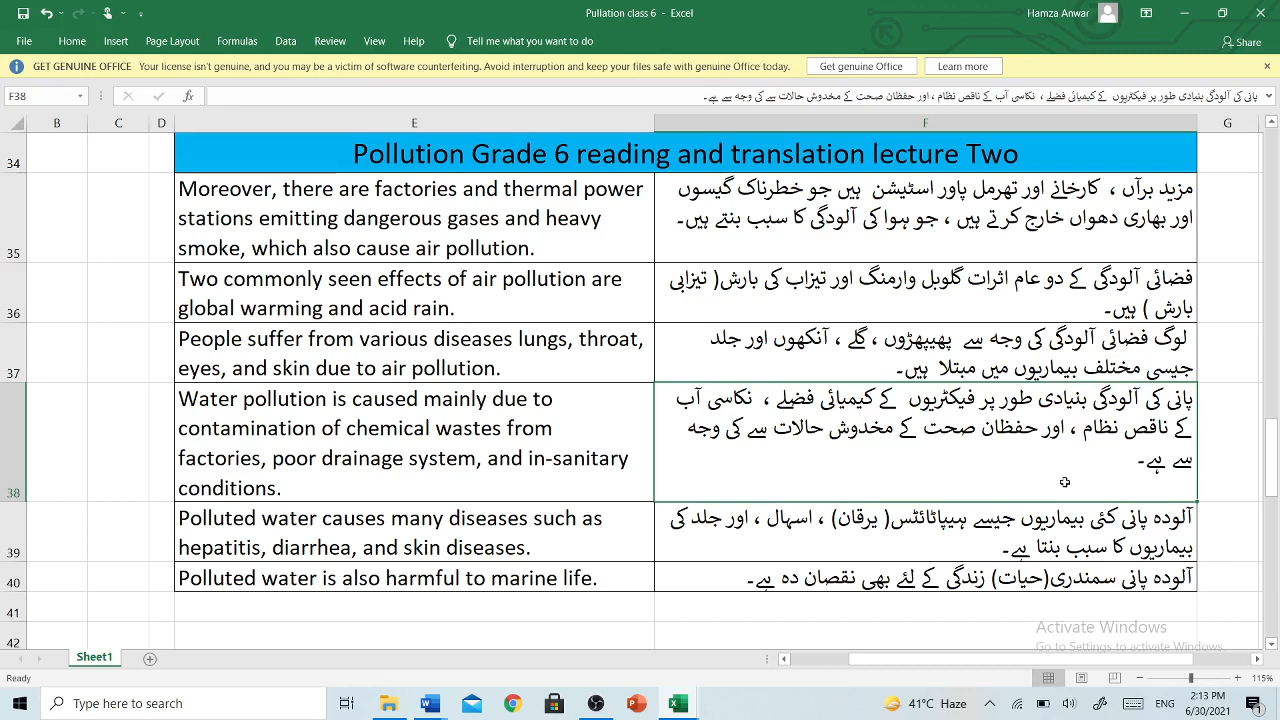 Pullation class 6 - Excel
Hamza Anwar
File Home Insert Page Layout Formulas Data Review View Help Tell me what you want to do Share
GET GENUINE OFFICE Your license isn't genuine, and you may be a victim of software counterfeiting. Avoid interruption and keep your files safe with genuine Office today. Get genuine Office Learn more
F38 fx پانی کی آلودگی بنیادی طور پر فیکٹریوں کے کیمیائی فضلے ، نکاسی آب کے ناقص نظام ، اور حفظان صحت کے مخدوش حالات سے کی وجہ سے ہے۔
B C D E F G
34 Pollution Grade 6 reading and translation lecture Two
Moreover, there are factories and thermal power
stations emitting dangerous gases and heavy
35 smoke, which also cause air pollution.
مزید برآں ، کارخانے اور تھرمل پاور اسٹیشن ہیں جو خطرناک گیسوں
اور بھاری دھواں خارج کرتے ہیں ، جو ہوا کی آلودگی کا سبب بنتے ہیں۔
Two commonly seen effects of air pollution are
36 global warming and acid rain.
فضائی آلودگی کے دو عام اثرات گلوبل وارمنگ اور تیزاب کی بارش( تیزابی
بارش ) ہیں۔
People suffer from various diseases lungs, throat,
37 eyes, and skin due to air pollution.
لوگ فضائی آلودگی کی وجہ سے پھیپھڑوں ، گلے ، آنکھوں اور جلد
جیسی مختلف بیماریوں میں مبتلا ہیں۔
Water pollution is caused mainly due to
contamination of chemical wastes from
factories, poor drainage system, and in-sanitary
38 conditions.
پانی کی آلودگی بنیادی طور پر فیکٹریوں کے کیمیائی فضلے ، نکاسی آب
کے ناقص نظام ، اور حفظان صحت کے مخدوش حالات سے کی وجہ
سے ہے۔
Polluted water causes many diseases such as
39 hepatitis, diarrhea, and skin diseases.
آلودہ پانی کئی بیماریوں جیسے ہیپاٹائٹس( یرقان) ، اسہال ، اور جلد کی
بیماریوں کا سبب بنتا ہے۔
40 Polluted water is also harmful to marine life.
آلودہ پانی سمندری(حیات) زندگی کے لئے بھی نقصان دہ ہے۔
41
42
Activate Windows
Go to Settings to activate Windows.
Sheet1
Ready 115%
Type here to search 41°C Haze ENG 2:13 PM
6/30/2021